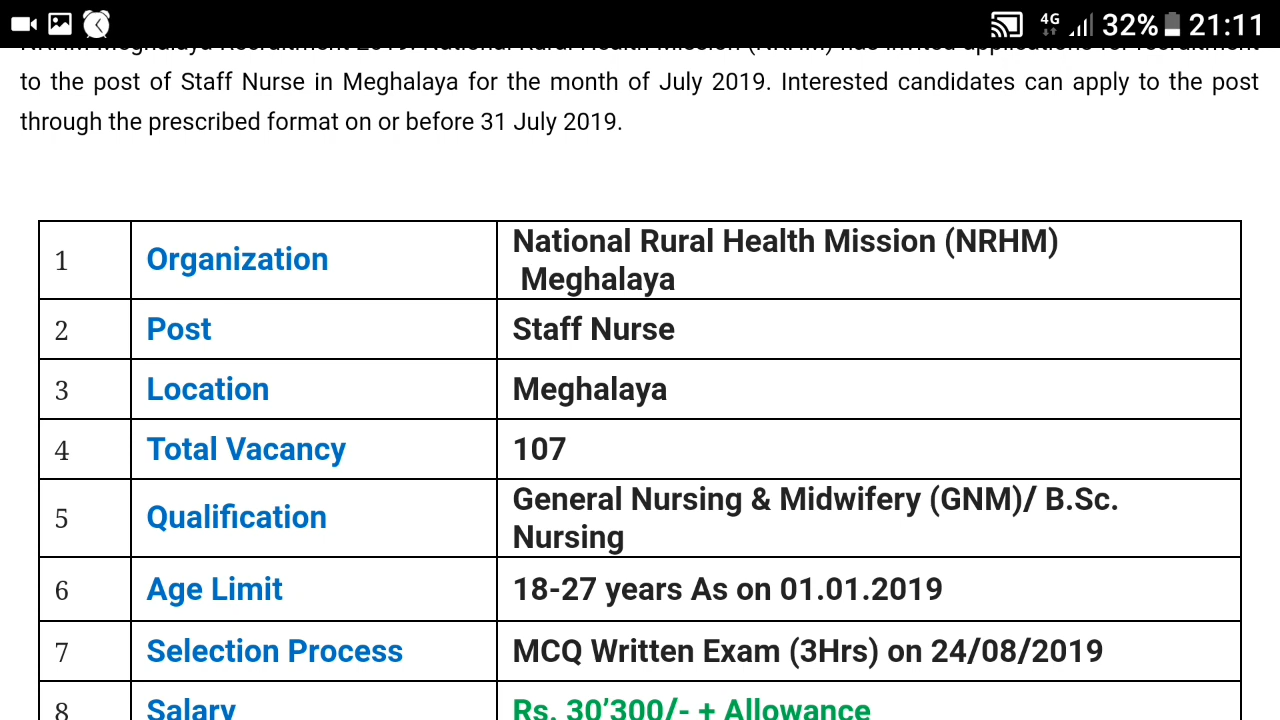 4G 32% 21:11
to the post of Staff Nurse in Meghalaya for the month of July 2019. Interested candidates can apply to the post
through the prescribed format on or before 31 July 2019.
1 Organization National Rural Health Mission (NRHM)
Meghalaya
2 Post Staff Nurse
3 Location Meghalaya
4 Total Vacancy 107
5 Qualification General Nursing & Midwifery (GNM)/ B.Sc.
Nursing
6 Age Limit 18-27 years As on 01.01.2019
7 Selection Process MCQ Written Exam (3Hrs) on 24/08/2019
8 Salary Rs. 30’300/- + Allowance